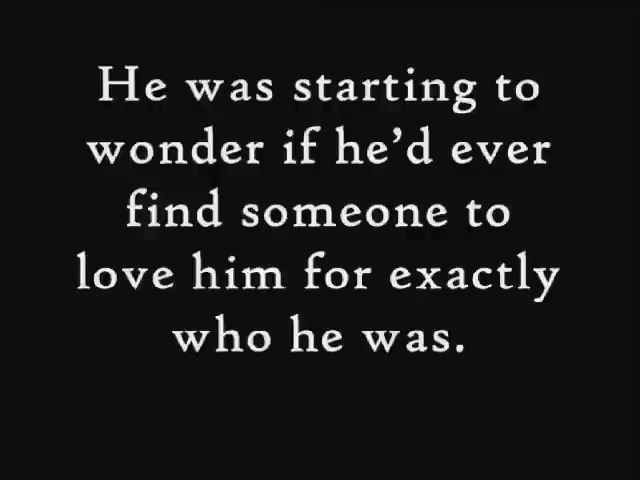 He was starting to
wonder if he’d ever
find someone to
love him for exactly
who he was.